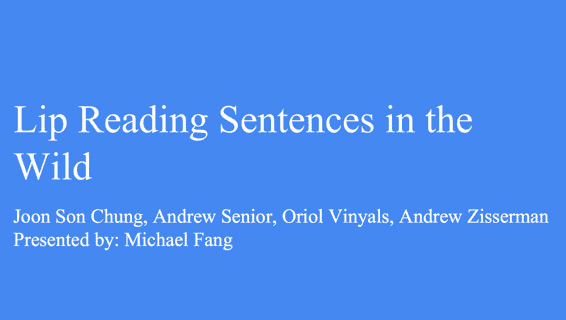 Lip Reading Sentences in the
Wild
Joon Son Chung, Andrew Senior, Oriol Vinyals, Andrew Zisserman
Presented by: Michael Fang